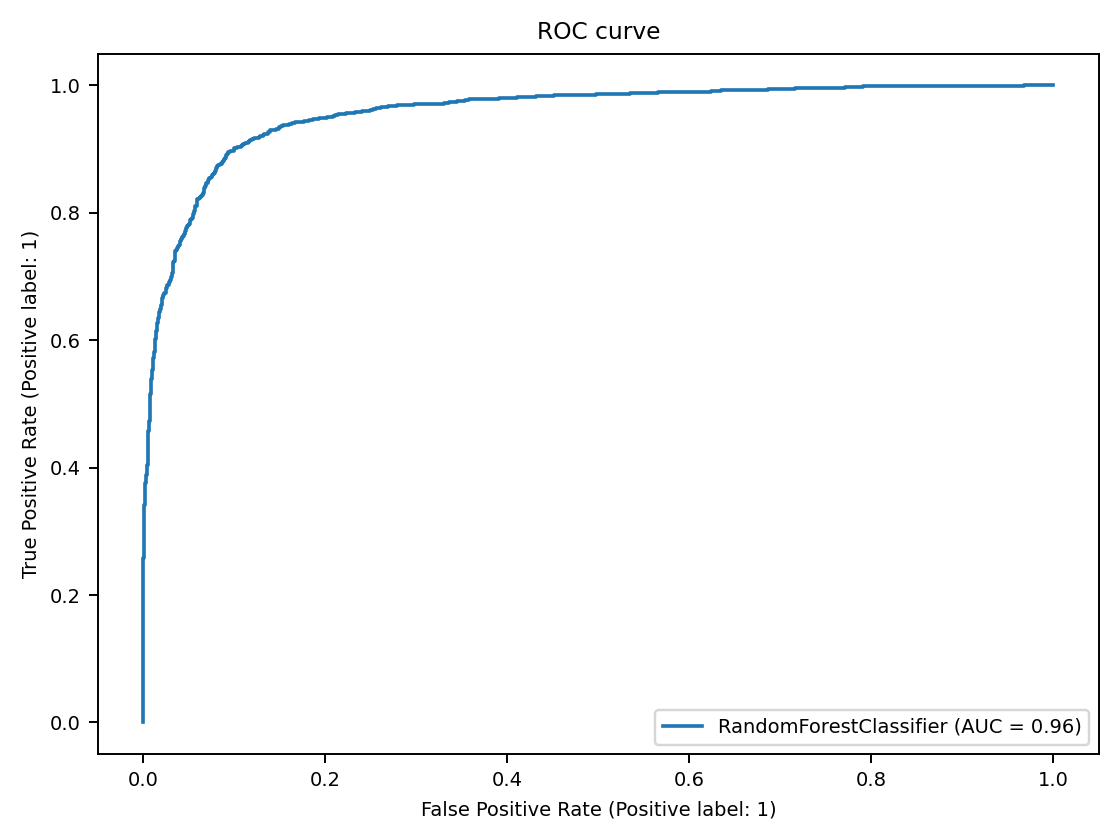 ROC curve
1.0
0.8
0.6
0.4
0.2
0.0
True Positive Rate (Positive label: 1)
RandomForestClassifier (AUC = 0.96)
0.0 0.2 0.4 0.6 0.8 1.0
False Positive Rate (Positive label: 1)